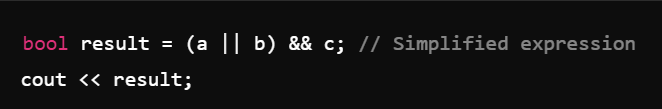 bool result = (a || b) && c; // Simplified expression
cout << result;